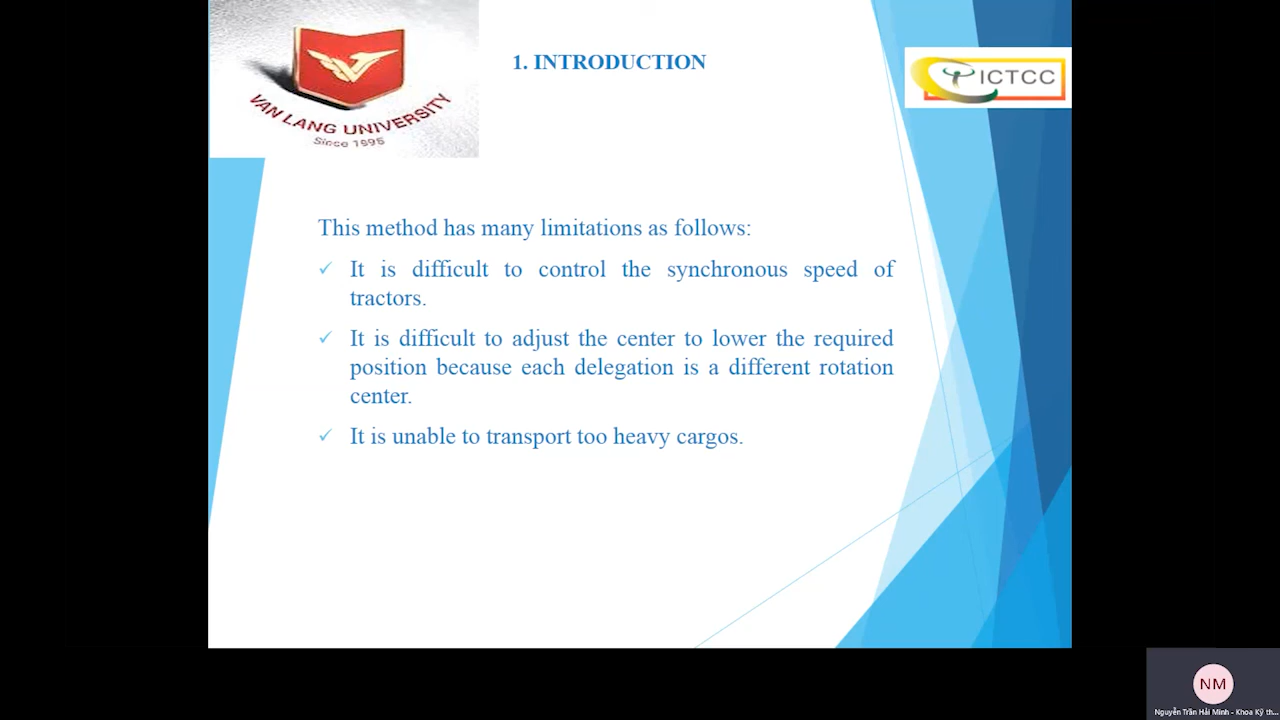 VAN LANG UNIVERSITY
Since 1995
1. INTRODUCTION
ICTCC
This method has many limitations as follows:
✓ It is difficult to control the synchronous speed of
tractors.
✓ It is difficult to adjust the center to lower the required
position because each delegation is a different rotation
center.
✓ It is unable to transport too heavy cargos.
NM
Nguyễn Trần Hải Minh - Khoa Kỹ th...